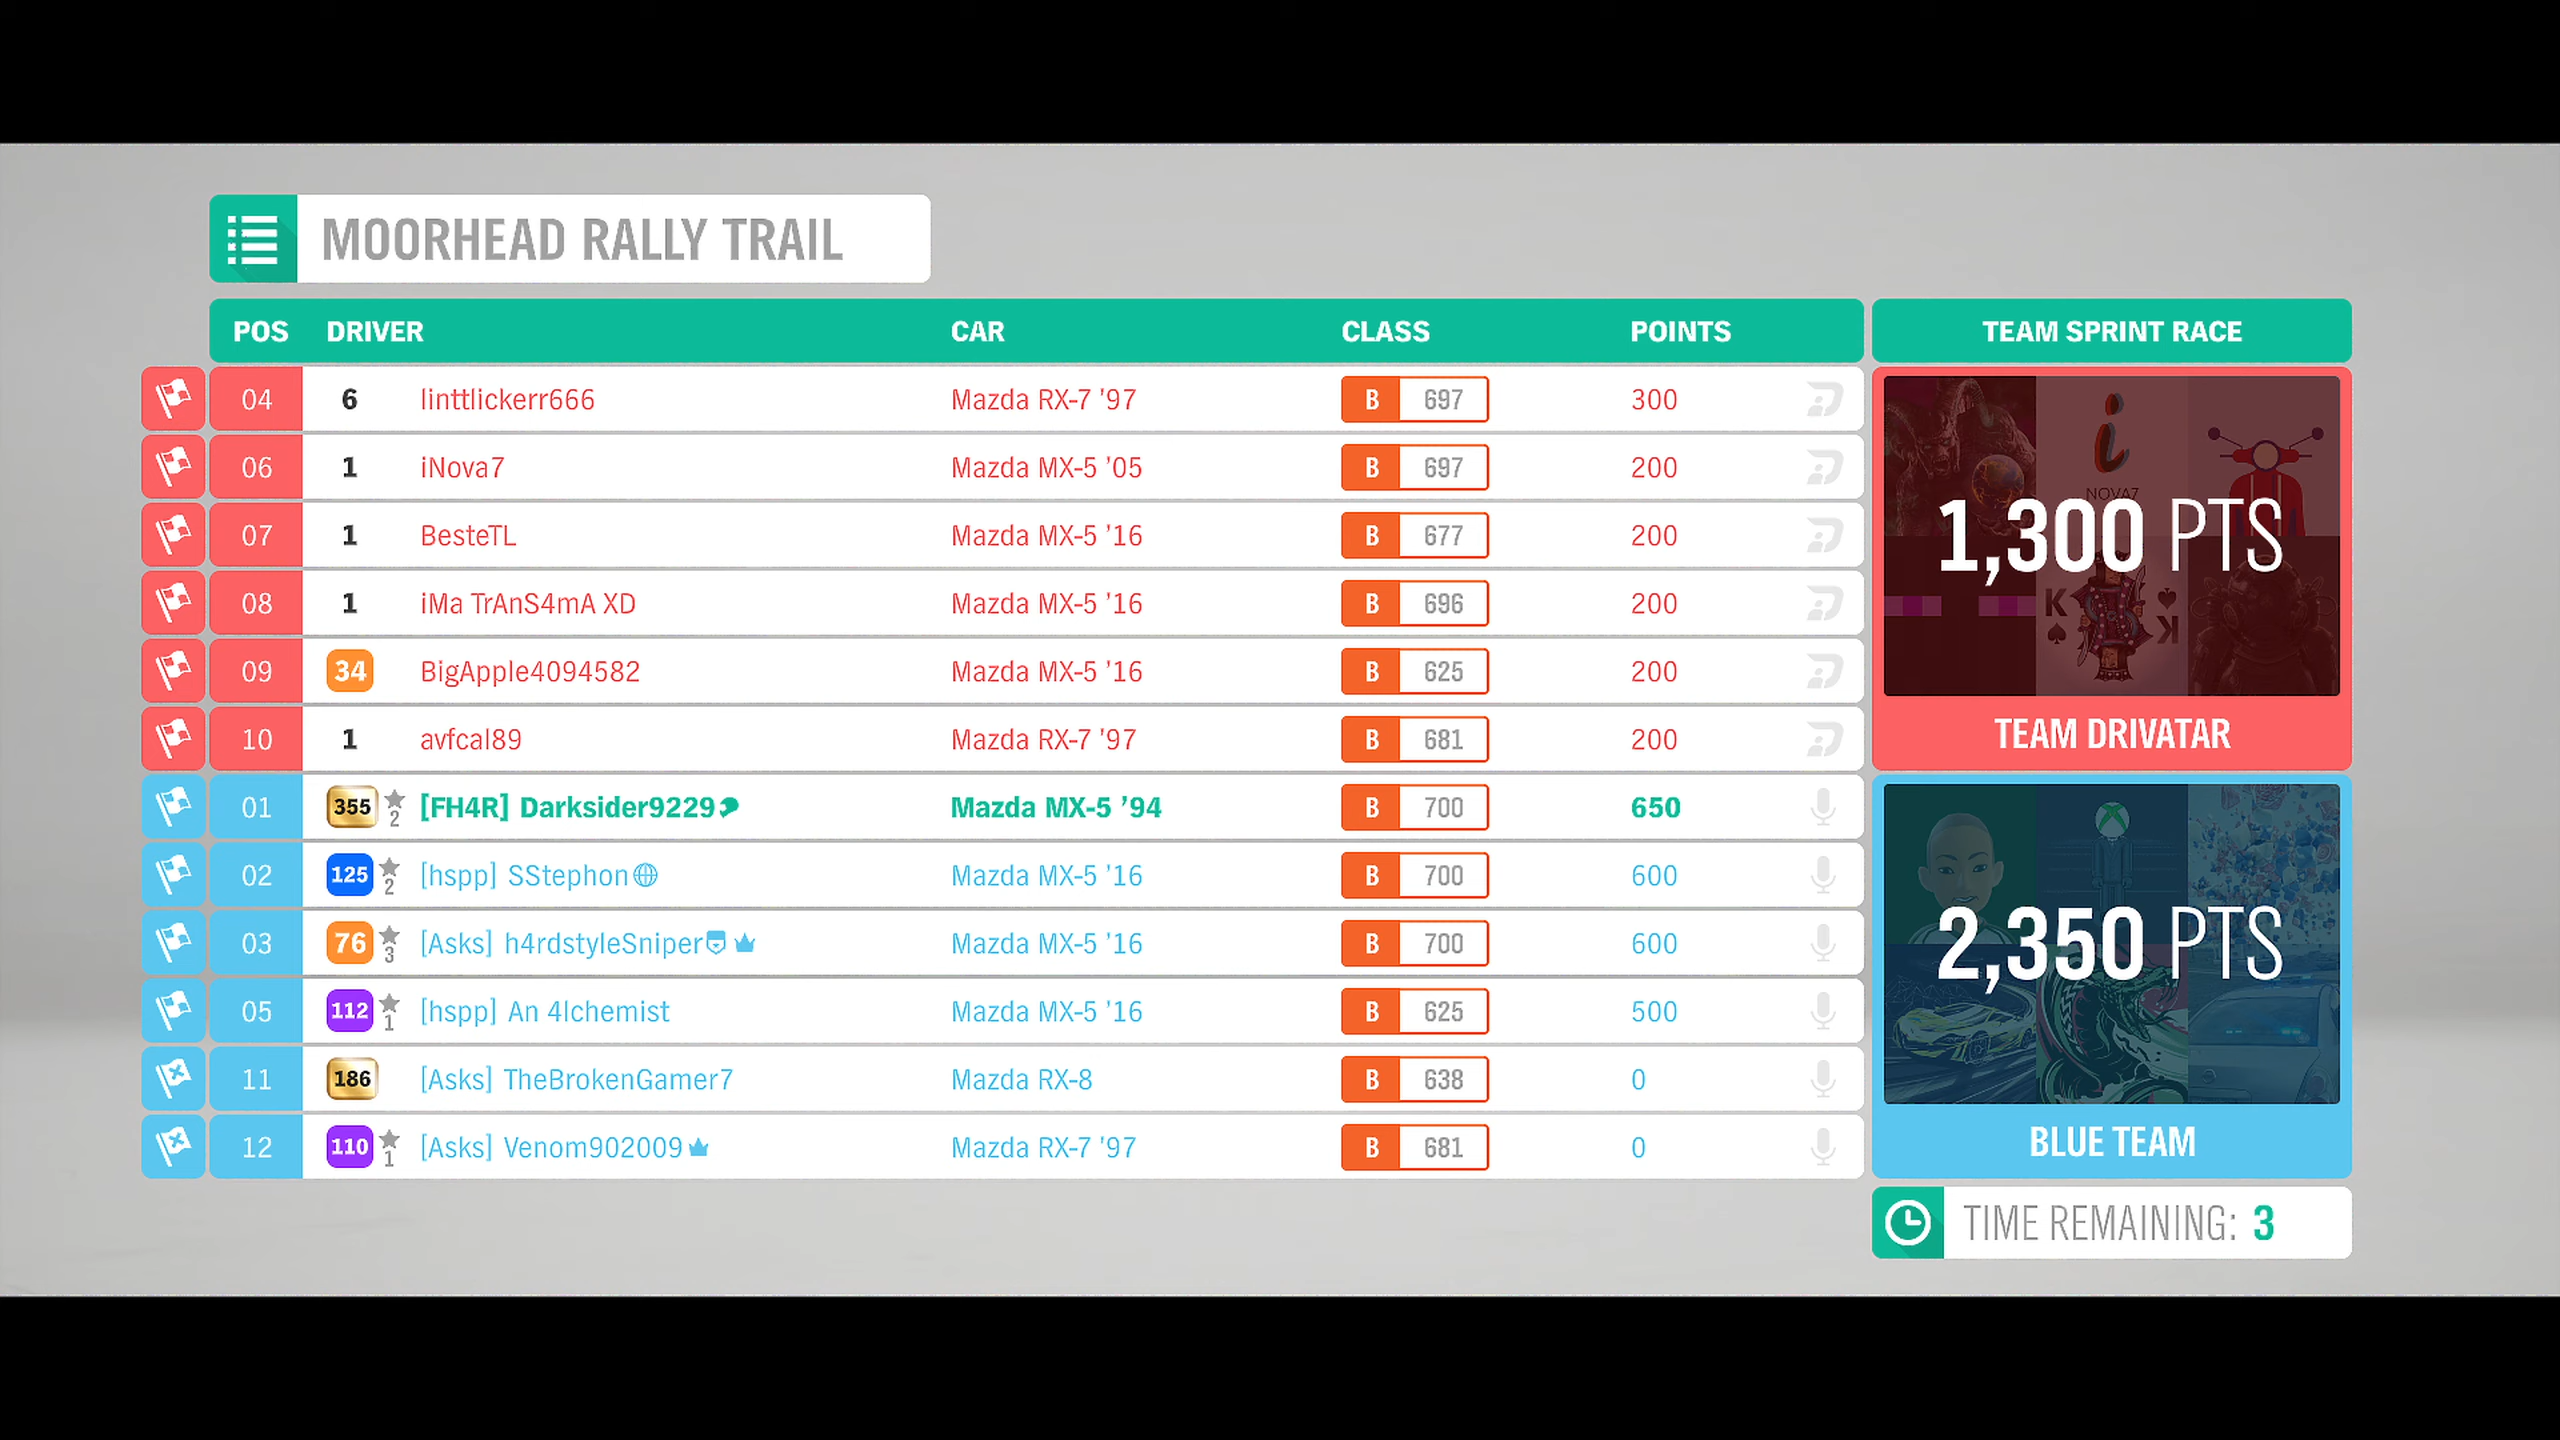 MOORHEAD RALLY TRAIL
POS DRIVER CAR CLASS POINTS
04 6 linttlickerr666 Mazda RX-7 '97 B 697 300
06 1 iNova7 Mazda MX-5 '05 B 697 200
07 1 BesteTL Mazda MX-5 '16 B 677 200
08 1 iMa TrAnS4mA XD Mazda MX-5 '16 B 696 200
09 34 BigApple4094582 Mazda MX-5 '16 B 625 200
10 1 avfcal89 Mazda RX-7 '97 B 681 200
01 355 2 [FH4R] Darksider9229 Mazda MX-5 '94 B 700 650
02 125 2 [hspp] SStephon Mazda MX-5 '16 B 700 600
03 76 3 [Asks] h4rdstyleSniper Mazda MX-5 '16 B 700 600
05 112 1 [hspp] An 4lchemist Mazda MX-5 '16 B 625 500
11 186 [Asks] TheBrokenGamer7 Mazda RX-8 B 638 0
12 110 1 [Asks] Venom902009 Mazda RX-7 '97 B 681 0
TEAM SPRINT RACE
i
NOVA7
1,300 PTS
K
K
TEAM DRIVATAR
2,350 PTS
BLUE TEAM
TIME REMAINING: 3